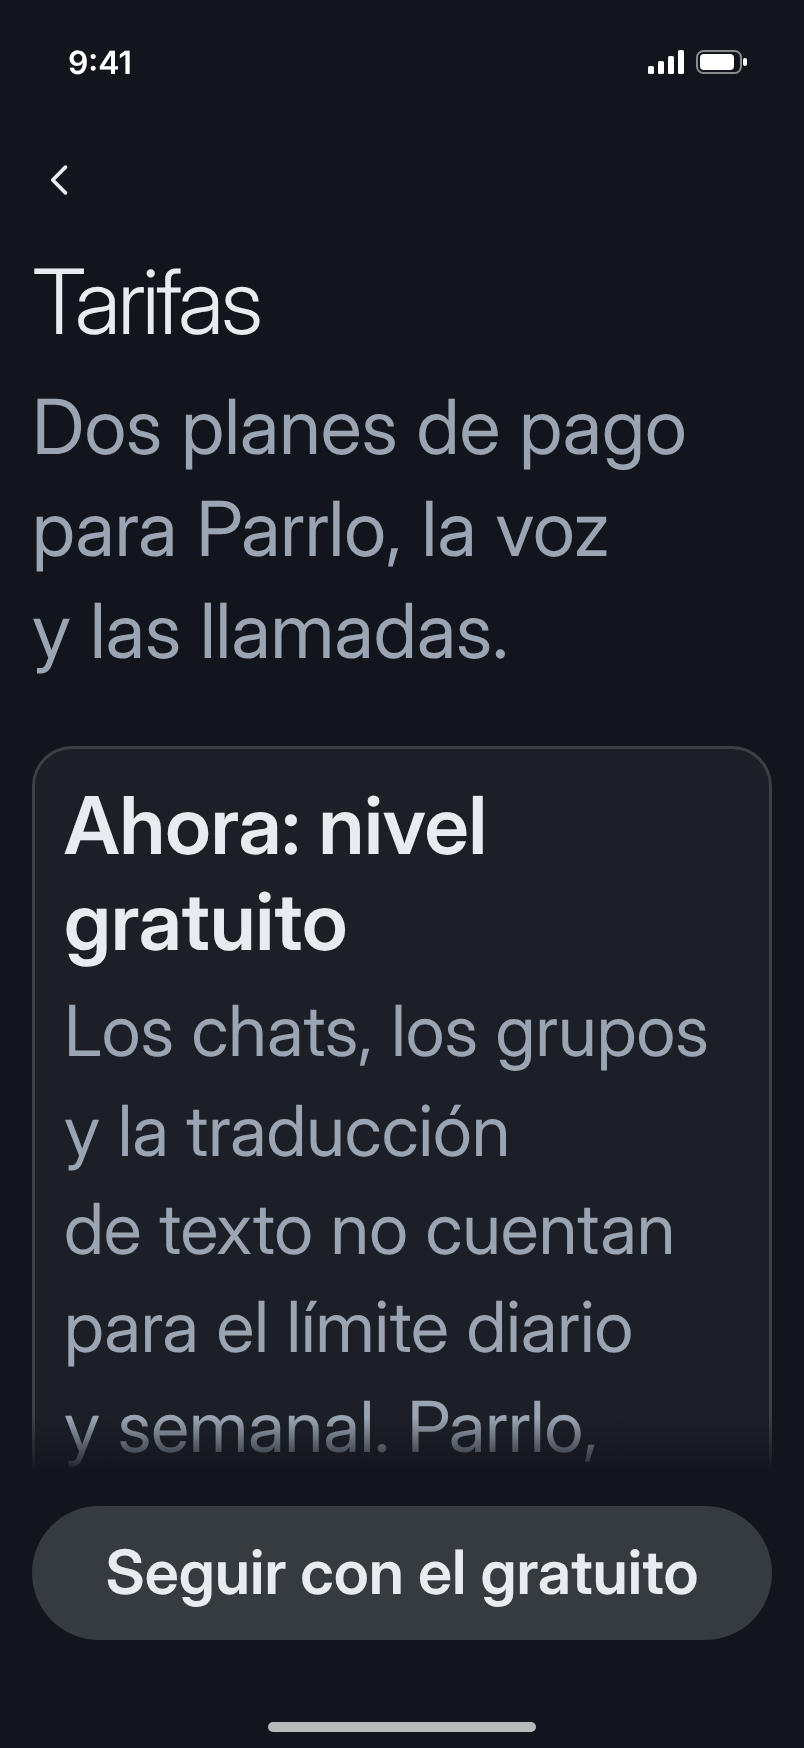 9:41
Tarifas
Dos planes de pago
para Parrlo, la voz
y las llamadas.
Ahora: nivel
gratuito
Los chats, los grupos
y la traducción
de texto no cuentan
para el límite diario
y semanal. Parrlo,
Seguir con el gratuito